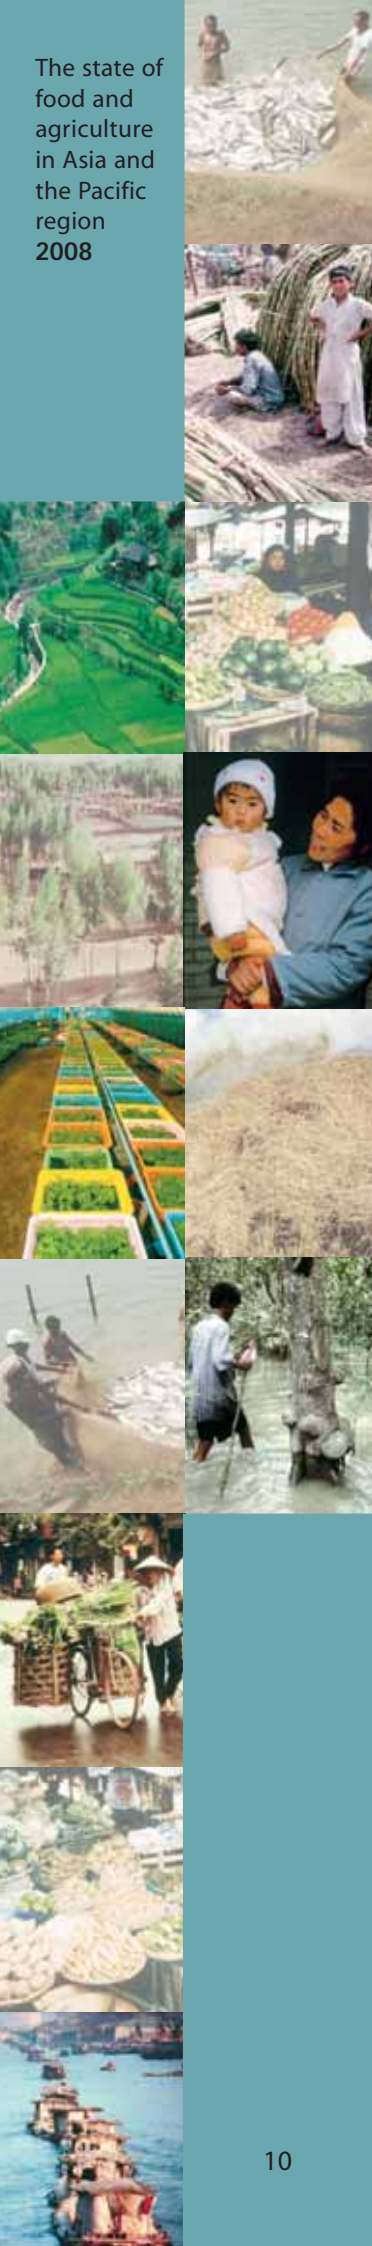 The state of
food and
agriculture
in Asia and
the Pacific
region
2008
10